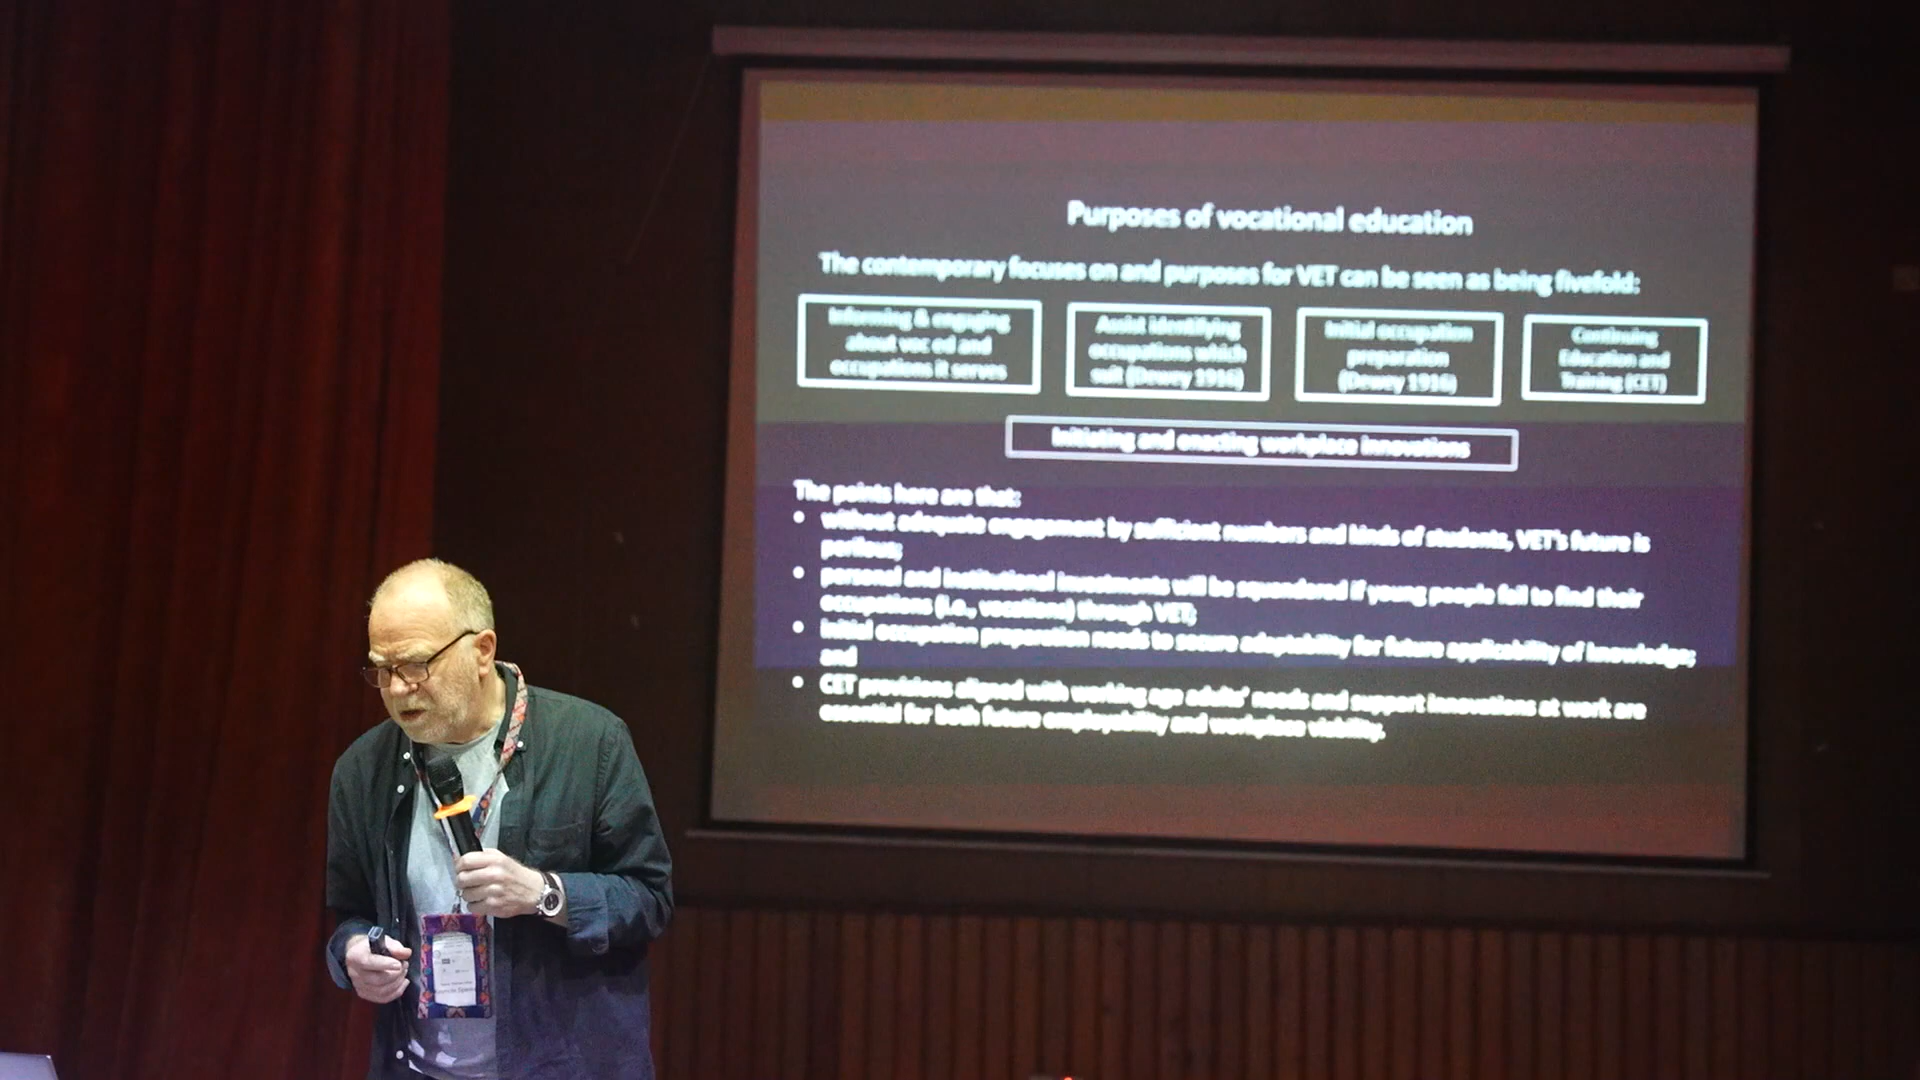 Purposes of vocational education
The contemporary focuses on and purposes for VET can be seen as being fivefold:
Informing & engaging
about voc ed and
occupations it serves
Assist identifying
occupations which
suit (Dewey 1916)
Initial occupation
preparation
(Dewey 1916)
Continuing
Education and
Training (CET)
Initiating and enacting workplace innovations
The points here are that:
• without adequate engagement by sufficient numbers and kinds of students, VET's future is
perilous;
• personal and institutional investments will be squandered if young people fail to find their
occupations (i.e., vocations) through VET;
• Initial occupation preparation needs to secure adaptability for future applicability of knowledge;
and
• CET provisions aligned with working age adults' needs and support innovations at work are
essential for both future employability and workplace viability.